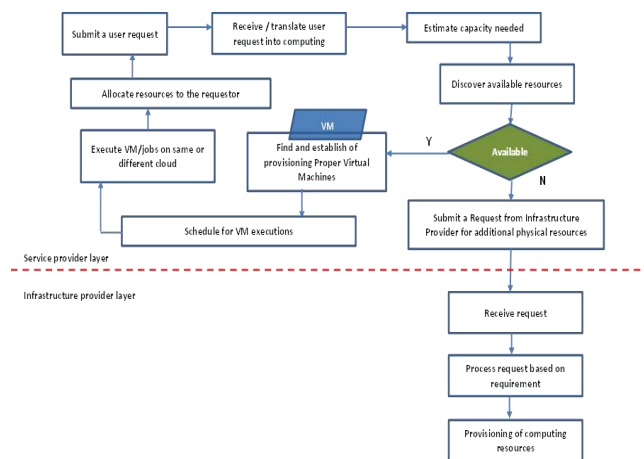 Submit a user request
Receive / translate user
request into computing
Estimate capacity needed
Allocate resources to the requestor
Discover available resources
VM
Execute VM/jobs on same or
different cloud
Find and establish of
provisioning Proper Virtual
Machines
Y
Available
N
Schedule for VM executions
Submit a Request from Infrastructure
Provider for additional physical resources
Service provider layer
Infrastructure provider layer
Receive request
Process request based on
requirement
Provisioning of computing
resources